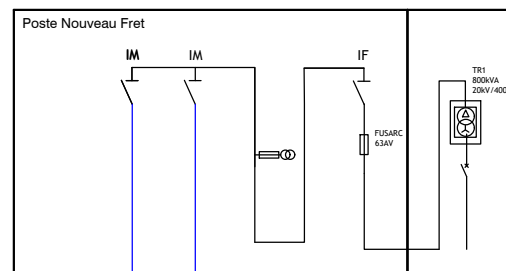 Poste Nouveau Fret
IM
IM
IF
TR1
800kVA
20kV/400
FUSARC
63AV